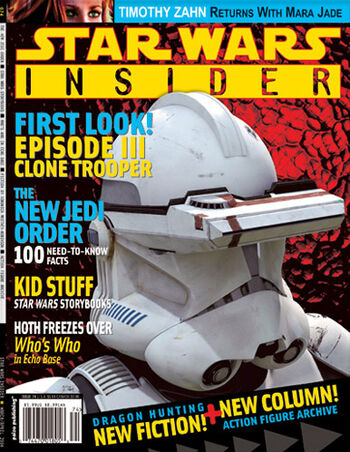 TIMOTHY ZAHN RETURNS WITH MARA JADE
STAR WARS
INSIDER
FIRST LOOK!
EPISODE III
CLONE TROOPER
THE
NEW JEDI
ORDER
100 NEED-TO-KNOW
FACTS
KID STUFF
STAR WARS STORYBOOKS
HOTH FREEZES OVER
Who's Who
in Echo Base
DRAGON HUNTING
NEW FICTION!
+
NEW COLUMN!
ACTION FIGURE ARCHIVE